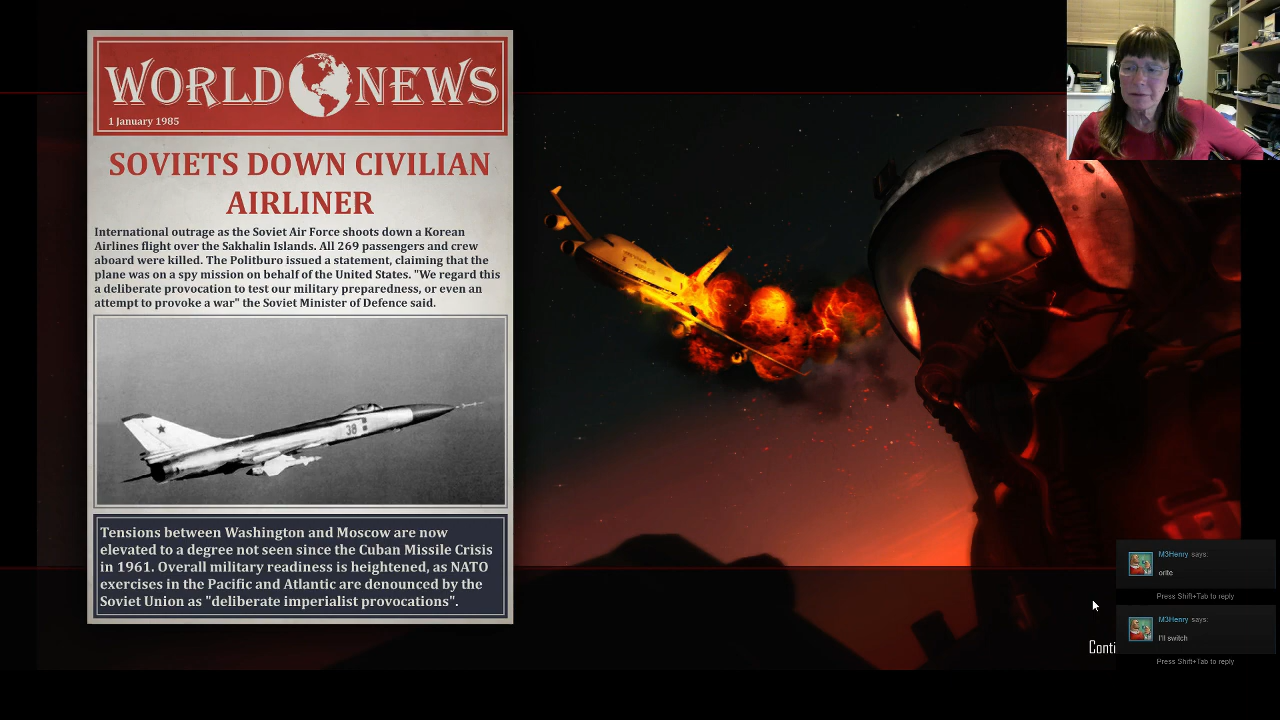 WORLD NEWS
1 January 1985
SOVIETS DOWN CIVILIAN
AIRLINER
International outrage as the Soviet Air Force shoots down a Korean
Airlines flight over the Sakhalin Islands. All 269 passengers and crew
aboard were killed. The Politburo issued a statement, claiming that the
plane was on a spy mission on behalf of the United States. "We regard this
a deliberate provocation to test our military preparedness, or even an
attempt to provoke a war" the Soviet Minister of Defence said.
38
Tensions between Washington and Moscow are now
elevated to a degree not seen since the Cuban Missile Crisis
in 1961. Overall military readiness is heightened, as NATO
exercises in the Pacific and Atlantic are denounced by the
Soviet Union as "deliberate imperialist provocations".
M3Henry says:
orite
Press Shift+Tab to reply
M3Henry says:
I'll switch
Press Shift+Tab to reply
Conti